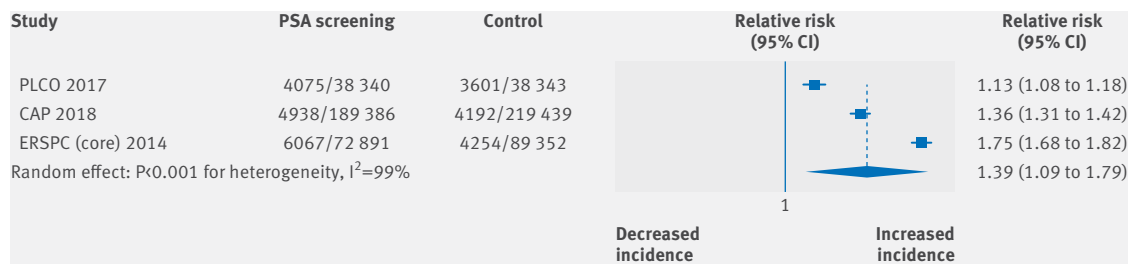 Study PSA screening Control Relative risk (95% CI) Relative risk (95% CI)
PLCO 2017 4075/38 340 3601/38 343 1.13 (1.08 to 1.18)
CAP 2018 4938/189 386 4192/219 439 1.36 (1.31 to 1.42)
ERSPC (core) 2014 6067/72 891 4254/89 352 1.75 (1.68 to 1.82)
Random effect: P<0.001 for heterogeneity, I²=99% 1.39 (1.09 to 1.79)
1
Decreased incidence Increased incidence